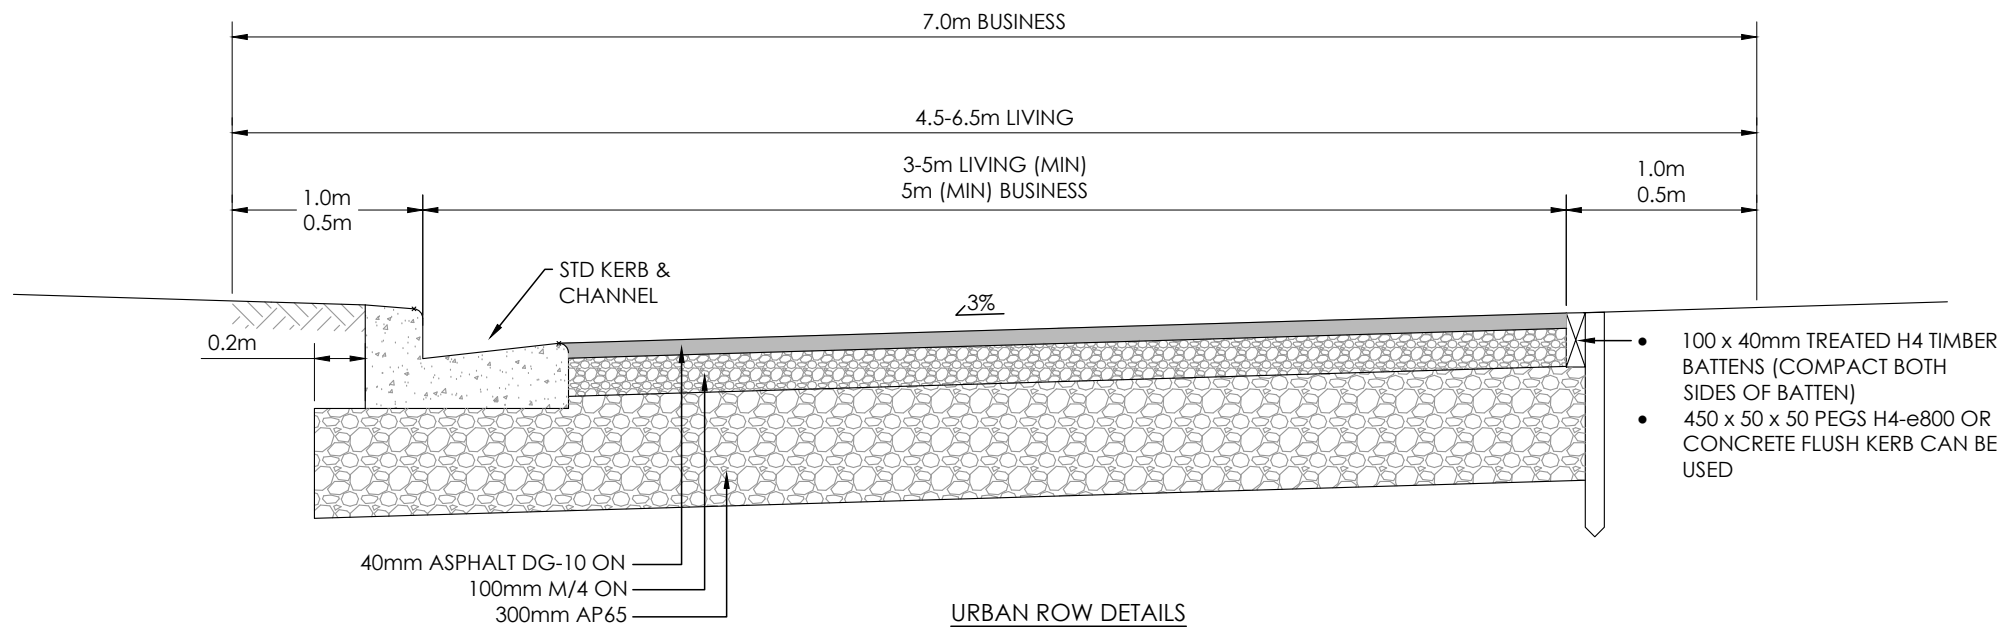 7.0m BUSINESS
4.5-6.5m LIVING
3-5m LIVING (MIN)
5m (MIN) BUSINESS
1.0m
0.5m
1.0m
0.5m
STD KERB &
CHANNEL
3%
0.2m
• 100 x 40mm TREATED H4 TIMBER
BATTENS (COMPACT BOTH
SIDES OF BATTEN)
• 450 x 50 x 50 PEGS H4-e800 OR
CONCRETE FLUSH KERB CAN BE
USED
40mm ASPHALT DG-10 ON
100mm M/4 ON
300mm AP65
URBAN ROW DETAILS